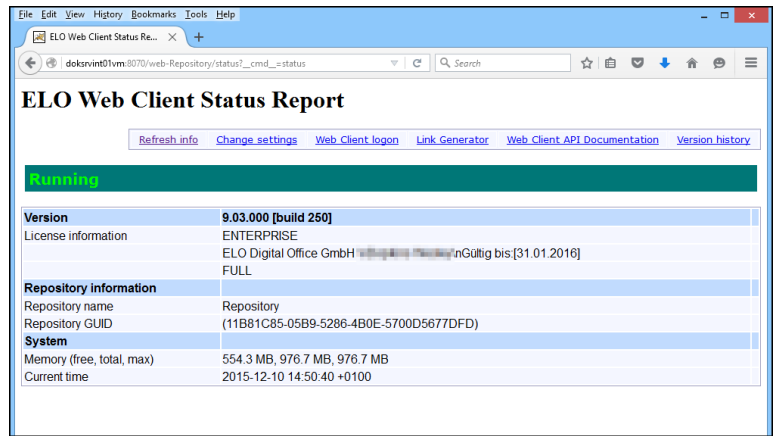 File Edit View History Bookmarks Tools Help
ELO Web Client Status Re...
doksrvint01vm:8070/web-Repository/status?_cmd_=status
Search
ELO Web Client Status Report
Refresh info Change settings Web Client logon Link Generator Web Client API Documentation Version history
Running
Version 9.03.000 [build 250]
License information ENTERPRISE
ELO Digital Office GmbH \nGültig bis:[31.01.2016]
FULL
Repository information
Repository name Repository
Repository GUID (11B81C85-05B9-5286-4B0E-5700D5677DFD)
System
Memory (free, total, max) 554.3 MB, 976.7 MB, 976.7 MB
Current time 2015-12-10 14:50:40 +0100